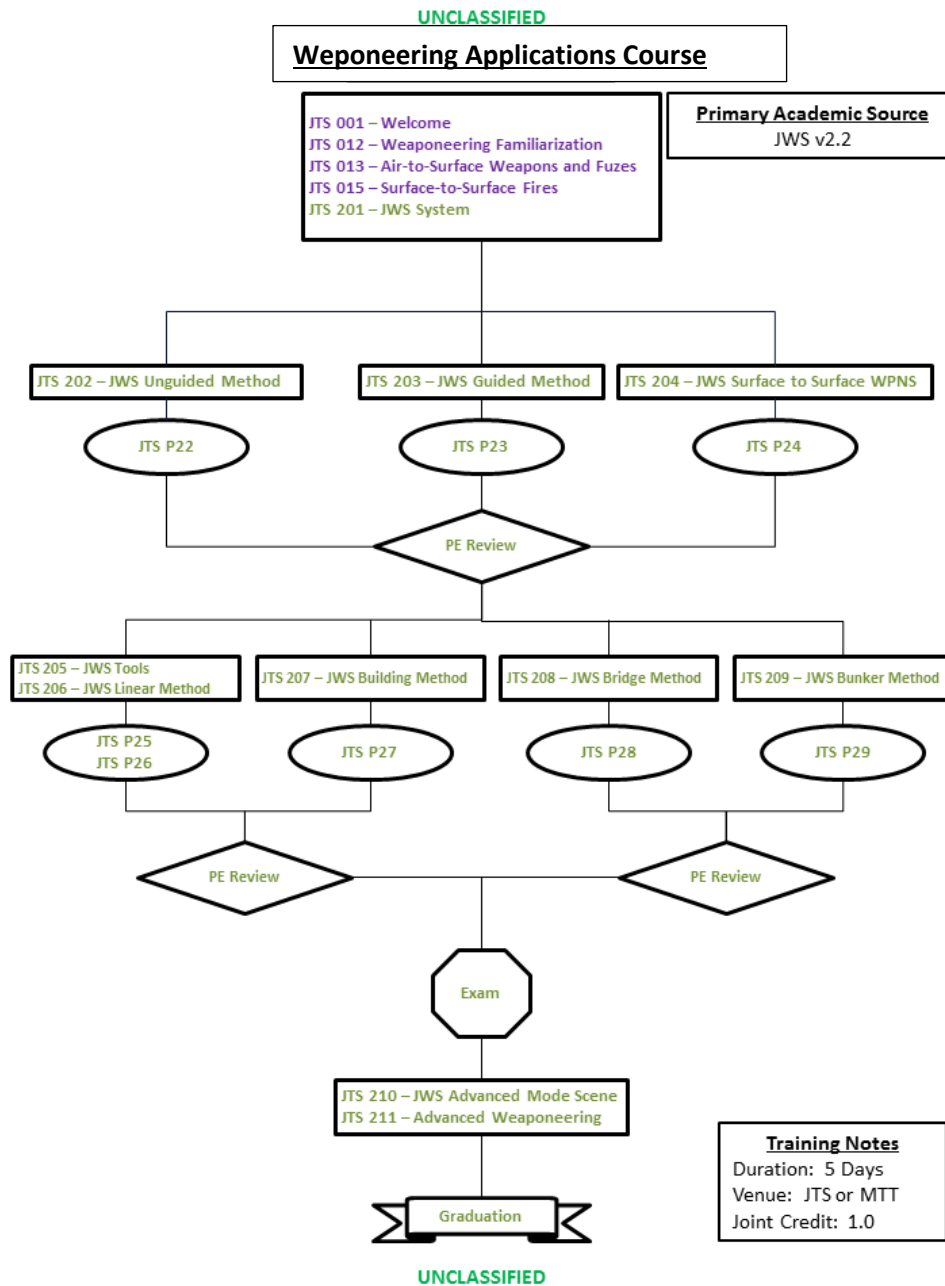 UNCLASSIFIED
Weponeering Applications Course
JTS 001 – Welcome
JTS 012 – Weaponeering Familiarization
JTS 013 – Air-to-Surface Weapons and Fuzes
JTS 015 – Surface-to-Surface Fires
JTS 201 – JWS System
Primary Academic Source
JWS v2.2
JTS 202 – JWS Unguided Method
JTS 203 – JWS Guided Method
JTS 204 – JWS Surface to Surface WPNS
JTS P22
JTS P23
JTS P24
PE Review
JTS 205 – JWS Tools
JTS 206 – JWS Linear Method
JTS 207 – JWS Building Method
JTS 208 – JWS Bridge Method
JTS 209 – JWS Bunker Method
JTS P25
JTS P26
JTS P27
JTS P28
JTS P29
PE Review
PE Review
Exam
JTS 210 – JWS Advanced Mode Scene
JTS 211 – Advanced Weaponeering
Graduation
Training Notes
Duration: 5 Days
Venue: JTS or MTT
Joint Credit: 1.0
UNCLASSIFIED